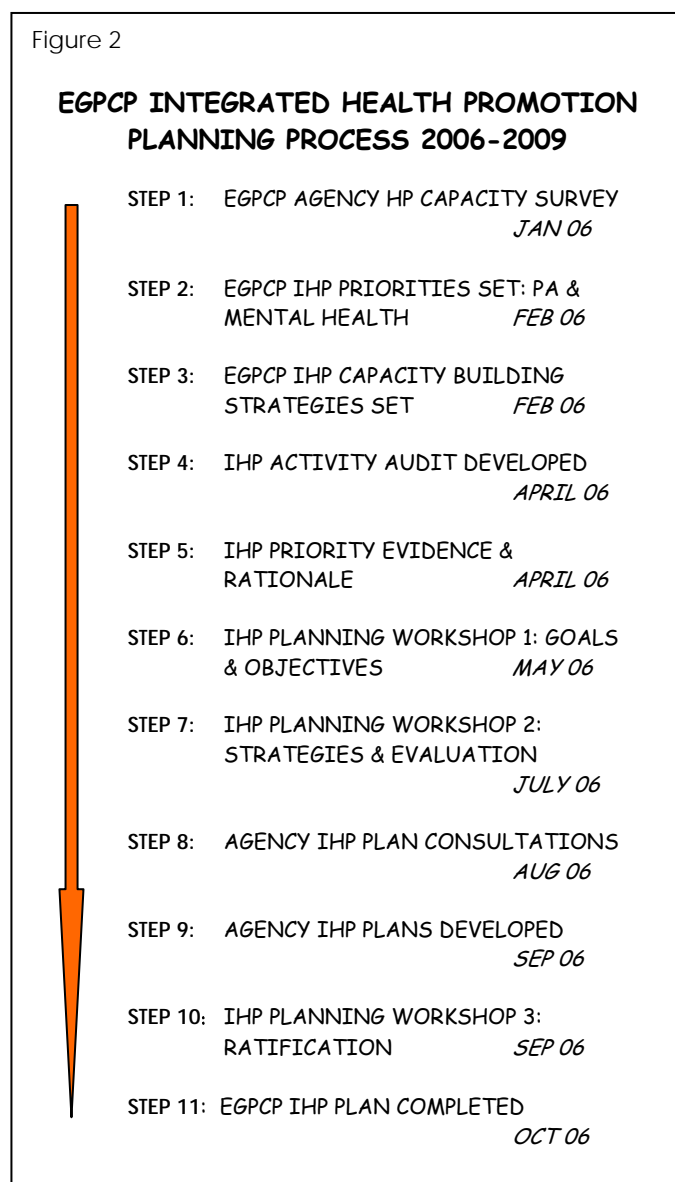 Figure 2
EGPCP INTEGRATED HEALTH PROMOTION
PLANNING PROCESS 2006-2009
STEP 1: EGPCP AGENCY HP CAPACITY SURVEY
JAN 06
STEP 2: EGPCP IHP PRIORITIES SET: PA &
MENTAL HEALTH FEB 06
STEP 3: EGPCP IHP CAPACITY BUILDING
STRATEGIES SET FEB 06
STEP 4: IHP ACTIVITY AUDIT DEVELOPED
APRIL 06
STEP 5: IHP PRIORITY EVIDENCE &
RATIONALE APRIL 06
STEP 6: IHP PLANNING WORKSHOP 1: GOALS
& OBJECTIVES MAY 06
STEP 7: IHP PLANNING WORKSHOP 2:
STRATEGIES & EVALUATION
JULY 06
STEP 8: AGENCY IHP PLAN CONSULTATIONS
AUG 06
STEP 9: AGENCY IHP PLANS DEVELOPED
SEP 06
STEP 10: IHP PLANNING WORKSHOP 3:
RATIFICATION SEP 06
STEP 11: EGPCP IHP PLAN COMPLETED
OCT 06